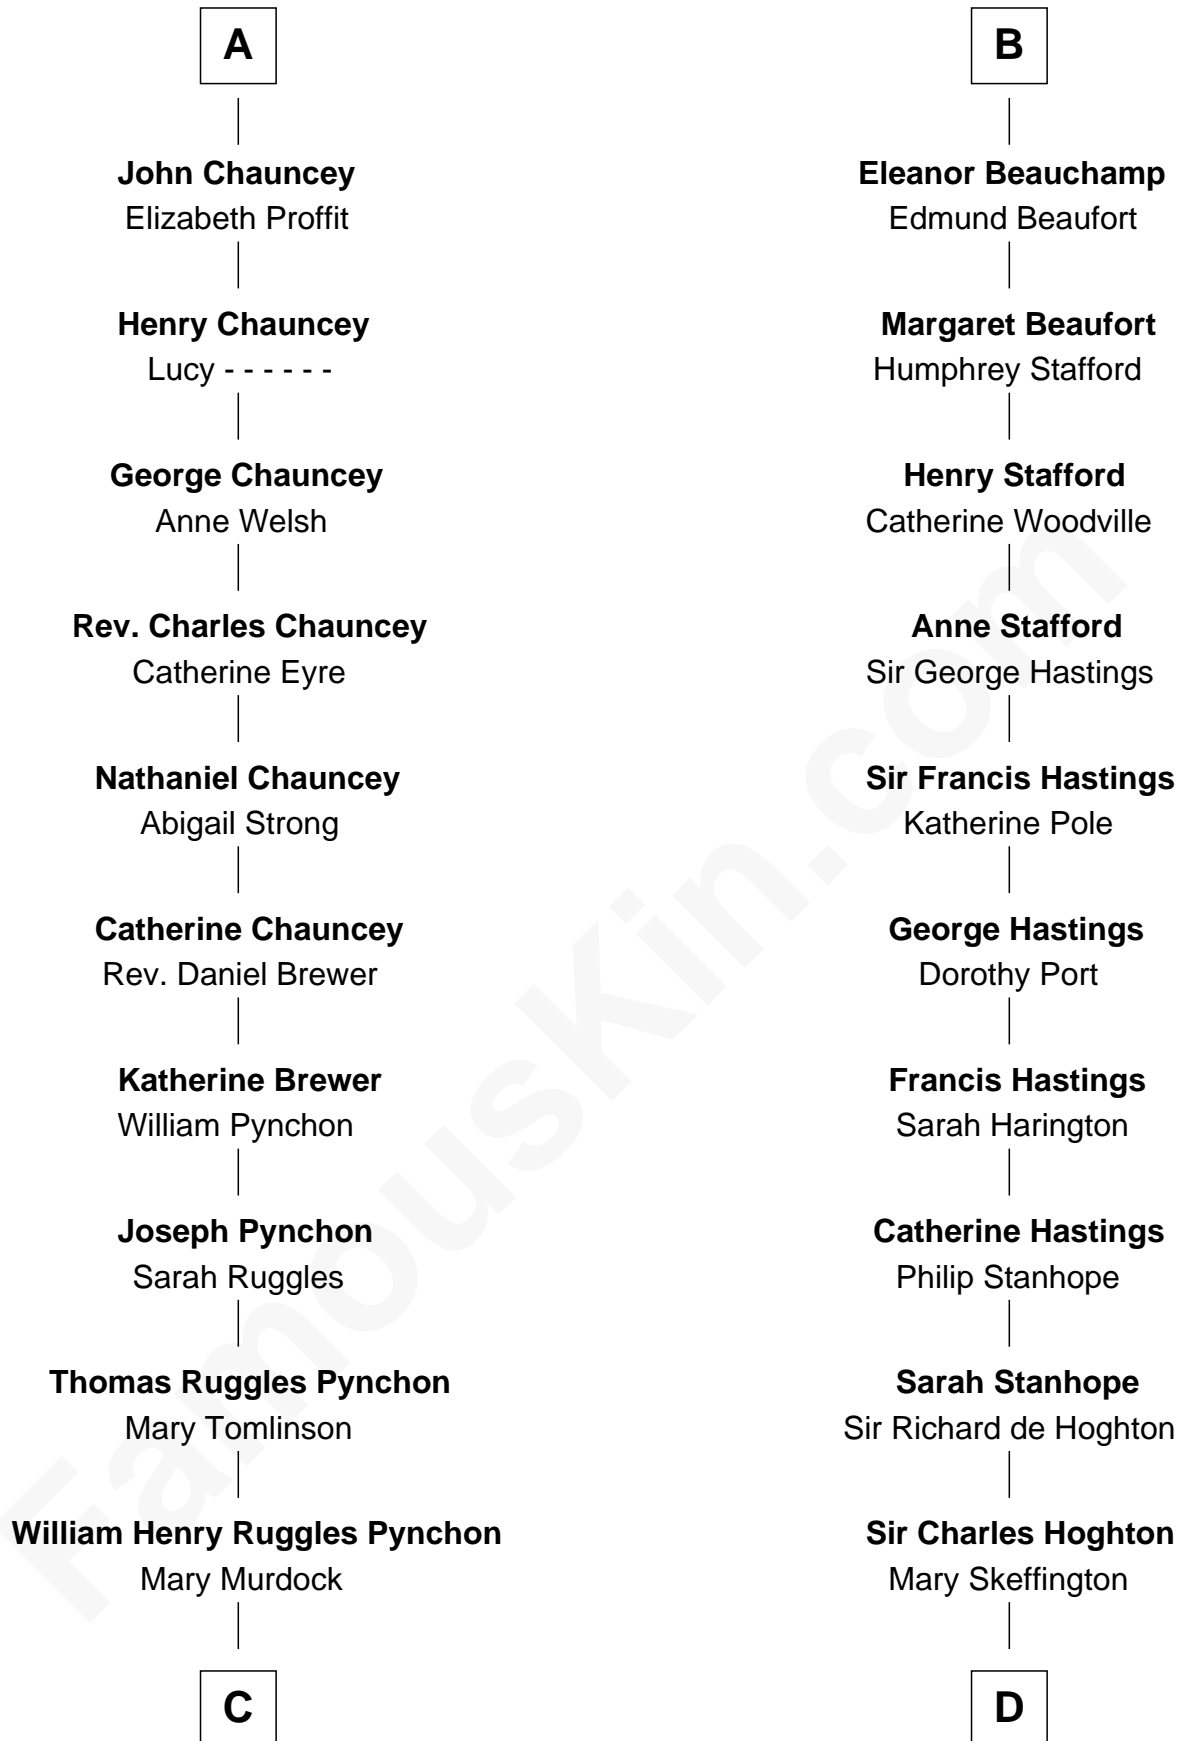 A
John Chauncey
Elizabeth Proffit
Henry Chauncey
Lucy - - - - - -
George Chauncey
Anne Welsh
Rev. Charles Chauncey
Catherine Eyre
Nathaniel Chauncey
Abigail Strong
Catherine Chauncey
Rev. Daniel Brewer
Katherine Brewer
William Pynchon
Joseph Pynchon
Sarah Ruggles
Thomas Ruggles Pynchon
Mary Tomlinson
William Henry Ruggles Pynchon
Mary Murdock
C
B
Eleanor Beauchamp
Edmund Beaufort
Margaret Beaufort
Humphrey Stafford
Henry Stafford
Catherine Woodville
Anne Stafford
Sir George Hastings
Sir Francis Hastings
Katherine Pole
George Hastings
Dorothy Port
Francis Hastings
Sarah Harington
Catherine Hastings
Philip Stanhope
Sarah Stanhope
Sir Richard de Hoghton
Sir Charles Hoghton
Mary Skeffington
D
FamousKin.com